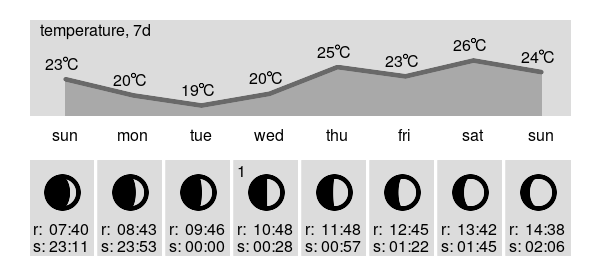 temperature, 7d
23°C 20°C 19°C 20°C 25°C 23°C 26°C 24°C
sun mon tue wed thu fri sat sun
1
r: 07:40 r: 08:43 r: 09:46 r: 10:48 r: 11:48 r: 12:45 r: 13:42 r: 14:38
s: 23:11 s: 23:53 s: 00:00 s: 00:28 s: 00:57 s: 01:22 s: 01:45 s: 02:06